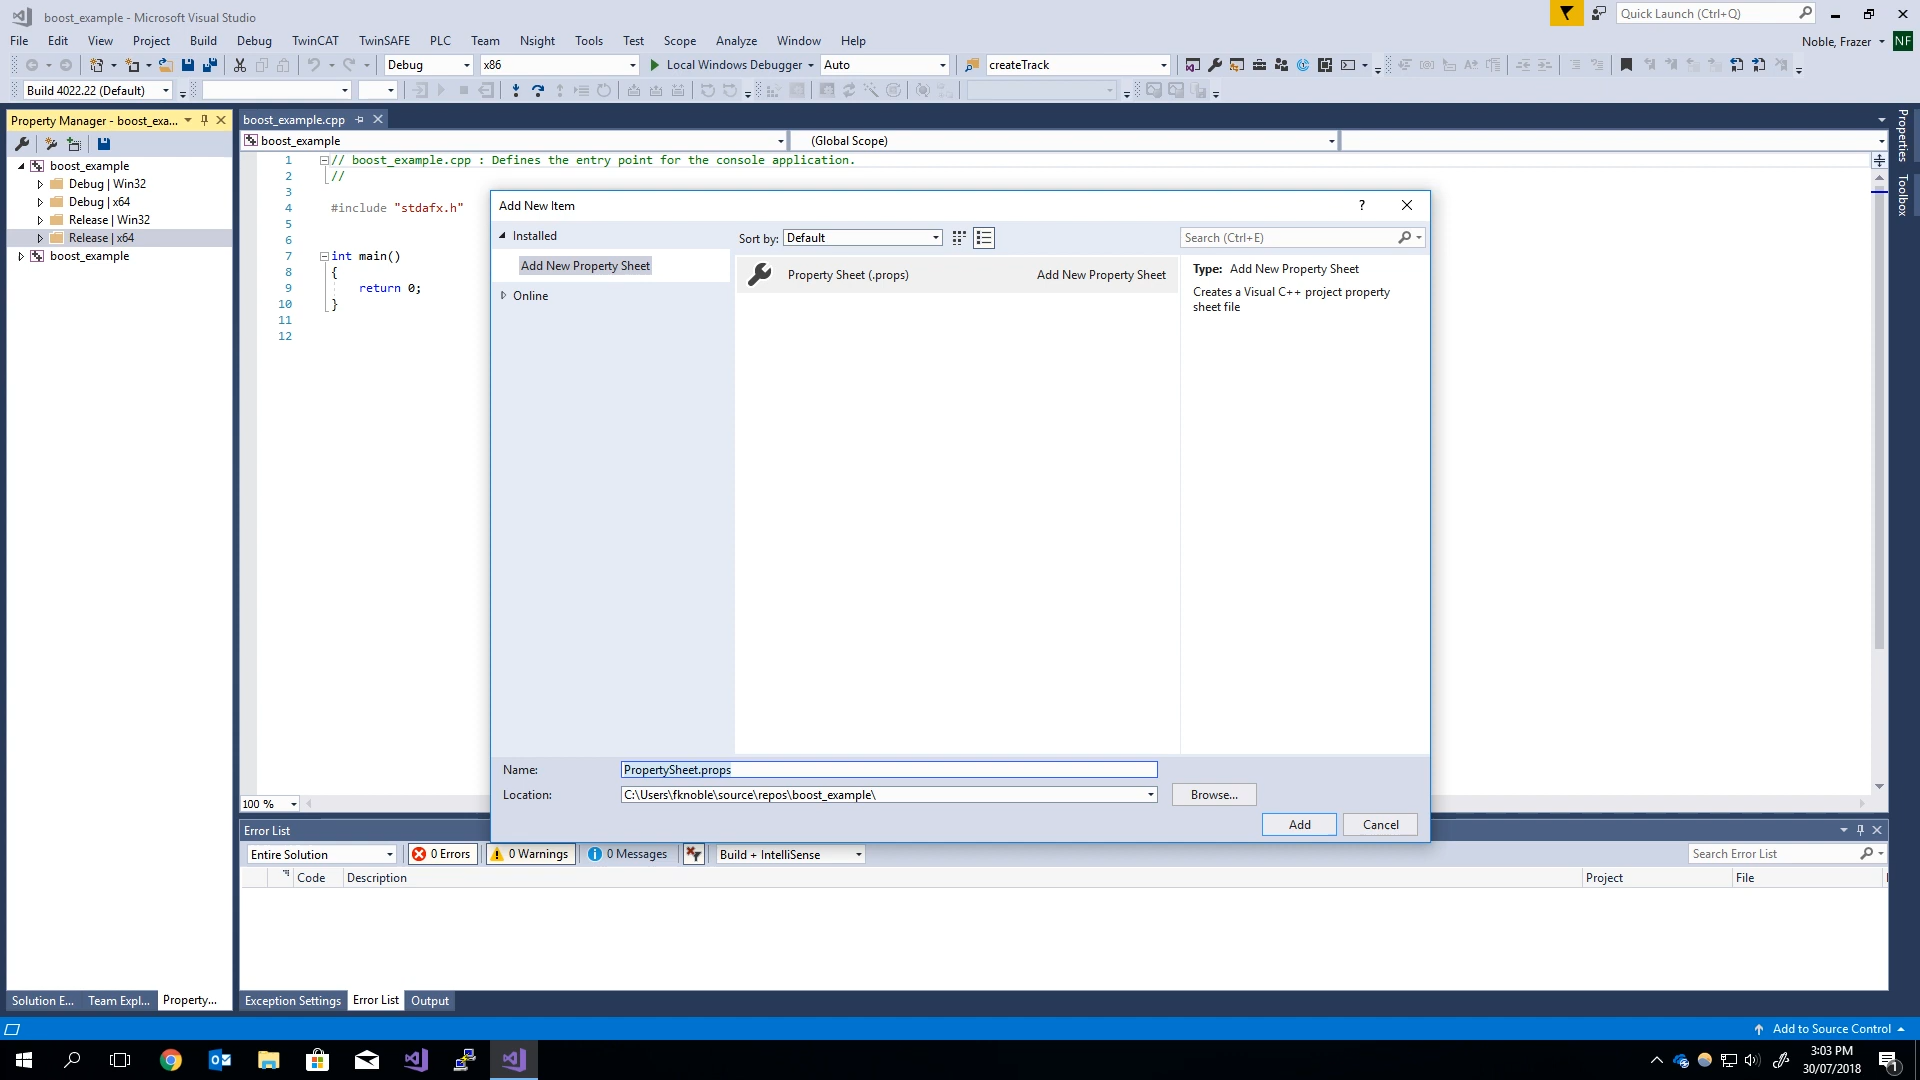 boost_example - Microsoft Visual Studio
Quick Launch (Ctrl+Q)
File Edit View Project Build Debug TwinCAT TwinSAFE PLC Team Nsight Tools Test Scope Analyze Window Help
Noble, Frazer NF
Debug x86 Local Windows Debugger Auto createTrack
Build 4022.22 (Default)
Property Manager - boost_exa...
boost_example
Debug | Win32
Debug | x64
Release | Win32
Release | x64
boost_example
boost_example.cpp
boost_example (Global Scope)
1 // boost_example.cpp : Defines the entry point for the console application.
2 //
3
4 #include "stdafx.h"
5
6
7 int main()
8 {
9 return 0;
10 }
11
12
Properties
Toolbox
Add New Item
?
Installed
Add New Property Sheet
Online
Sort by: Default
Search (Ctrl+E)
Property Sheet (.props) Add New Property Sheet
Type: Add New Property Sheet
Creates a Visual C++ project property
sheet file
Name: PropertySheet.props
Location: C:\Users\fknoble\source\repos\boost_example\
Browse...
Add Cancel
100 %
Error List
Entire Solution 0 Errors 0 Warnings 0 Messages Build + IntelliSense
Search Error List
Code Description Project File
Solution E... Team Expl... Property...
Exception Settings Error List Output
Add to Source Control
3:03 PM
30/07/2018
1